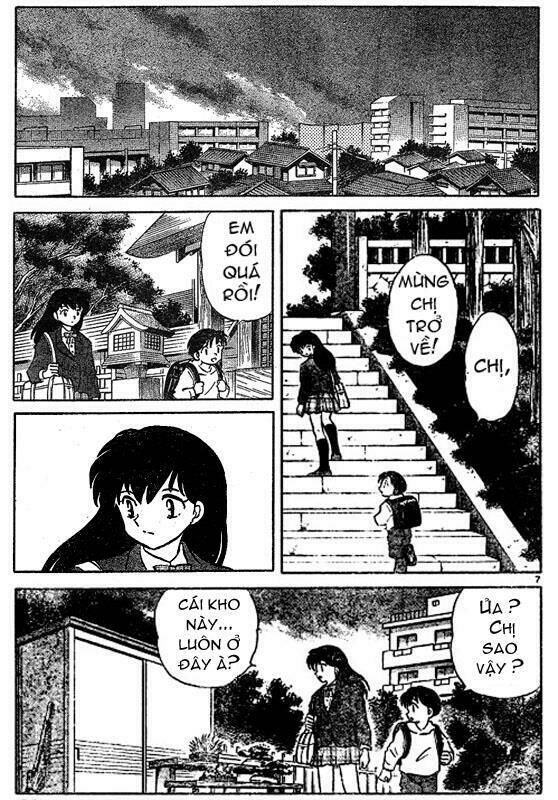 CHỊ,
MỪNG
CHỊ
TRỞ
VỀ!
EM
ĐÓI
QUÁ
RỒI!
7
CÁI KHO
NÀY...
LUÔN Ở
ĐÂY À?
ỦA?
CHỊ
SAO
VẬY?